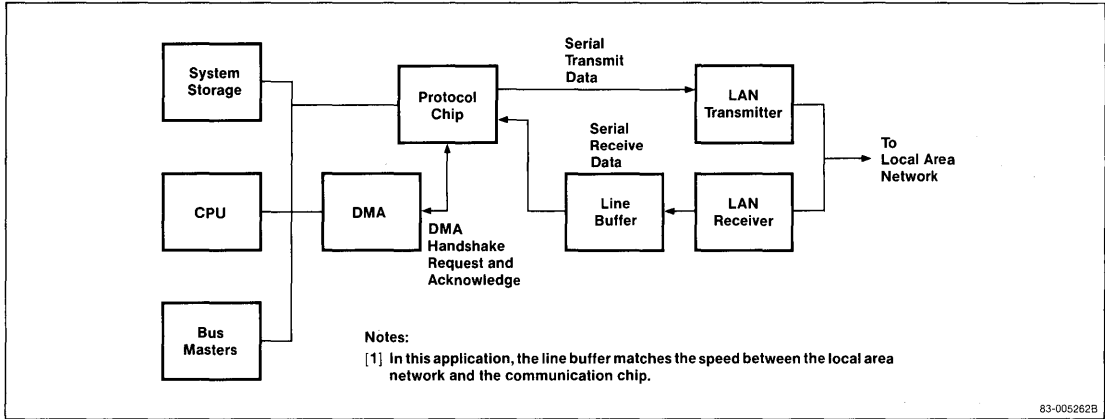 System
Storage
Protocol
Chip
Serial
Transmit
Data
LAN
Transmitter
To
Local Area
Network
CPU
DMA
DMA
Handshake
Request and
Acknowledge
Serial
Receive
Data
Line
Buffer
LAN
Receiver
Bus
Masters
Notes:
[1] In this application, the line buffer matches the speed between the local area
network and the communication chip.
83-005262B